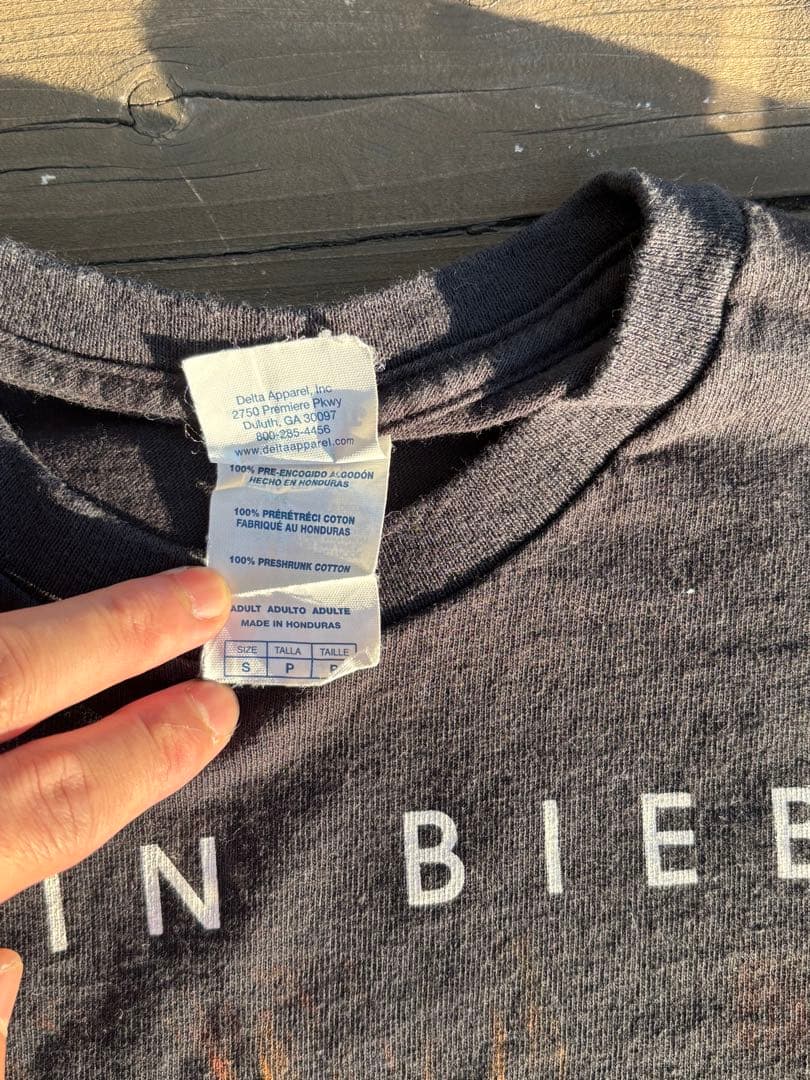 Delta Apparel, Inc
2750 Premiere Pkwy
Duluth, GA 30097
800-285-4456
www.deltaapparel.com
100% PRE-ENCOGIDO ALGODÓN
HECHO EN HONDURAS
100% PRÉRÉTRÉCI COTON
FABRIQUÉ AU HONDURAS
100% PRESHRUNK COTTON
ADULT ADULTO ADULTE
MADE IN HONDURAS
SIZE TALLA TAILLE
S P P
IN BIEB